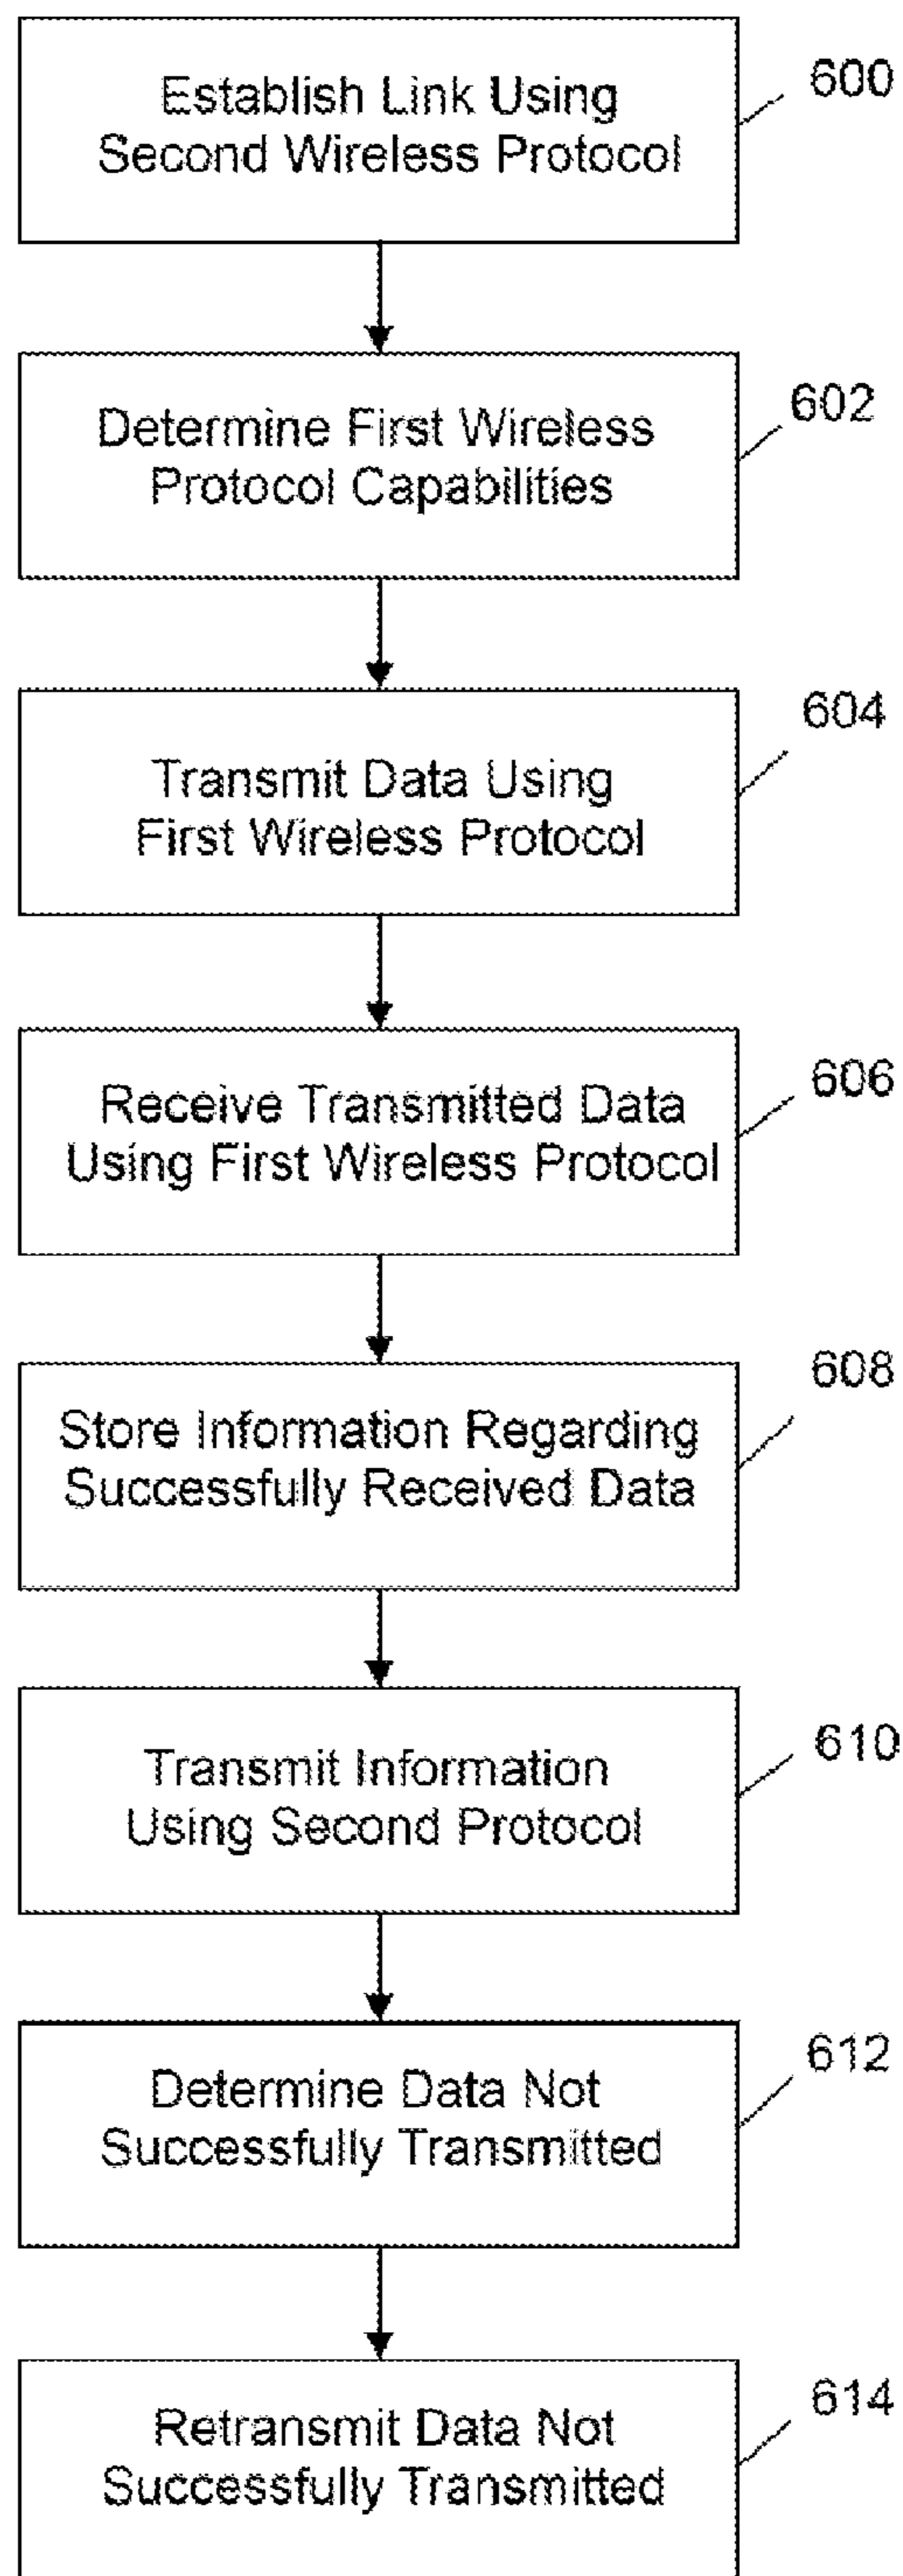 Establish Link Using
Second Wireless Protocol
600
Determine First Wireless
Protocol Capabilities
602
Transmit Data Using
First Wireless Protocol
604
Receive Transmitted Data
Using First Wireless Protocol
606
Store Information Regarding
Successfully Received Data
608
Transmit Information
Using Second Protocol
610
Determine Data Not
Successfully Transmitted
612
Retransmit Data Not
Successfully Transmitted
614